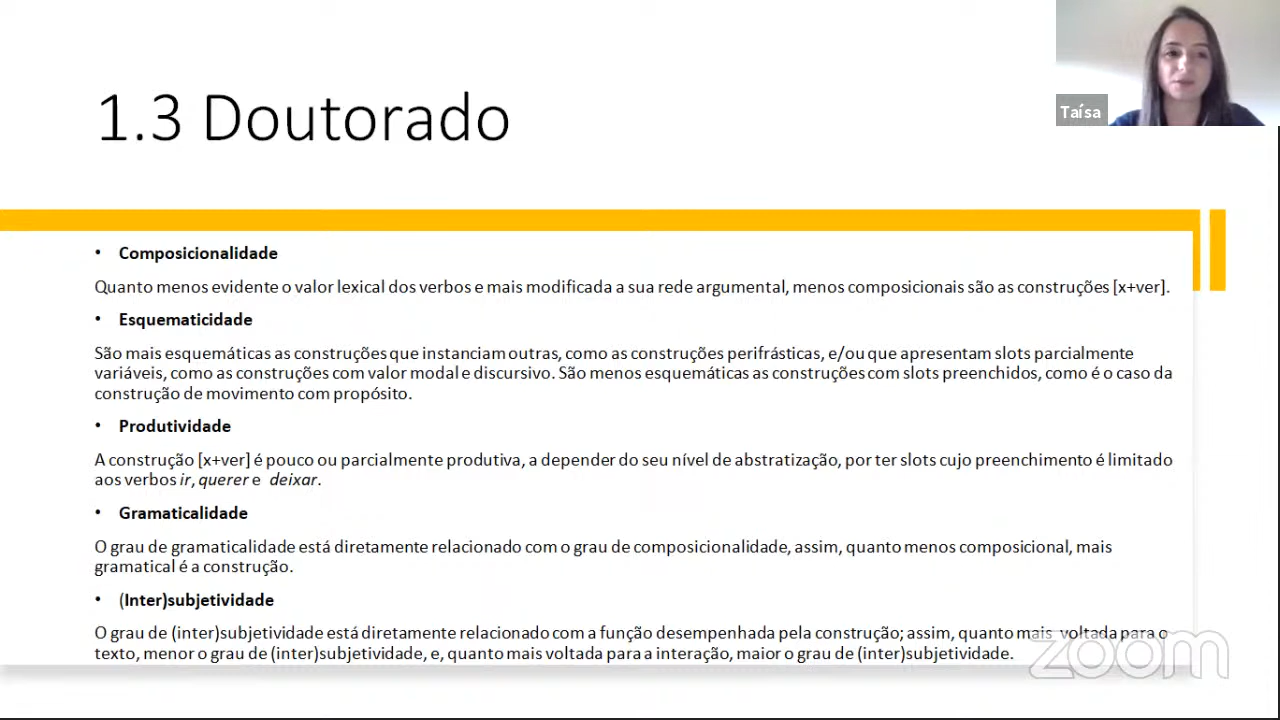 Taísa
1.3 Doutorado
• Composicionalidade
Quanto menos evidente o valor lexical dos verbos e mais modificada a sua rede argumental, menos composicionais são as construções [x+ver].
• Esquematicidade
São mais esquemáticas as construções que instanciam outras, como as construções perifrásticas, e/ou que apresentam slots parcialmente
variáveis, como as construções com valor modal e discursivo. São menos esquemáticas as construções com slots preenchidos, como é o caso da
construção de movimento com propósito.
• Produtividade
A construção [x+ver] é pouco ou parcialmente produtiva, a depender do seu nível de abstratização, por ter slots cujo preenchimento é limitado
aos verbos ir, querer e deixar.
• Gramaticalidade
O grau de gramaticalidade está diretamente relacionado com o grau de composicionalidade, assim, quanto menos composicional, mais
gramatical é a construção.
• (Inter)subjetividade
O grau de (inter)subjetividade está diretamente relacionado com a função desempenhada pela construção; assim, quanto mais voltada para o
texto, menor o grau de (inter)subjetividade, e, quanto mais voltada para a interação, maior o grau de (inter)subjetividade.
zoom